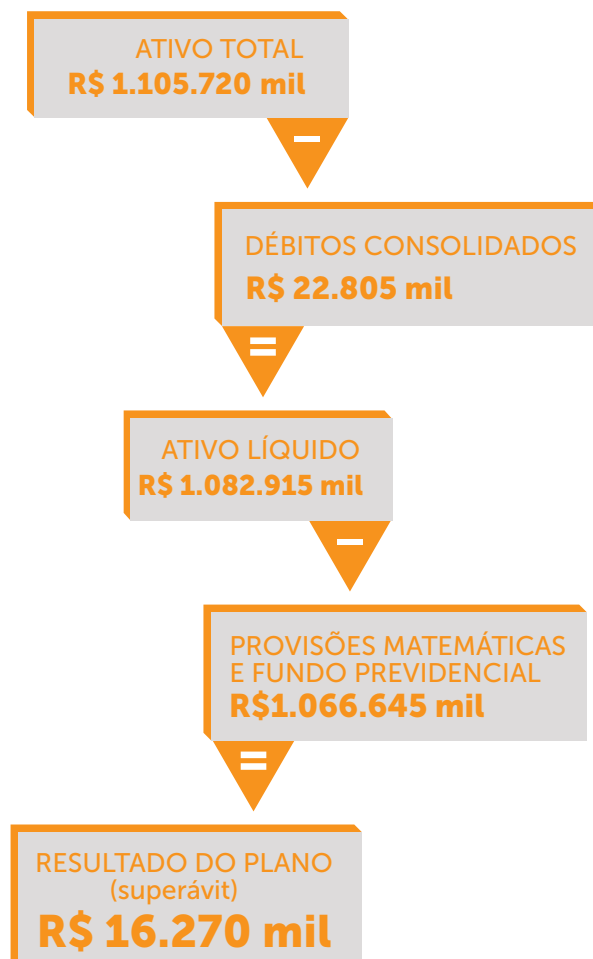 ATIVO TOTAL
R$ 1.105.720 mil
–
DÉBITOS CONSOLIDADOS
R$ 22.805 mil
=
ATIVO LÍQUIDO
R$ 1.082.915 mil
–
PROVISÕES MATEMÁTICAS
E FUNDO PREVIDENCIAL
R$1.066.645 mil
=
RESULTADO DO PLANO
(superávit)
R$ 16.270 mil